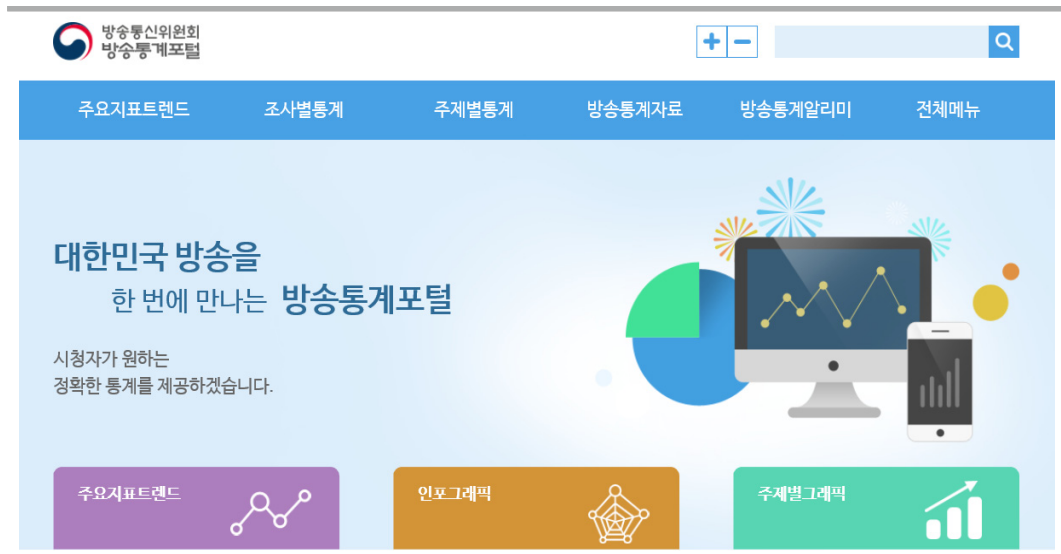 방송통신위원회
방송통계포털
주요지표트렌드 조사별통계 주제별통계 방송통계자료 방송통계알리미 전체메뉴
대한민국 방송을
한 번에 만나는 방송통계포털
시청자가 원하는
정확한 통계를 제공하겠습니다.
주요지표트렌드 인포그래픽 주제별그래픽